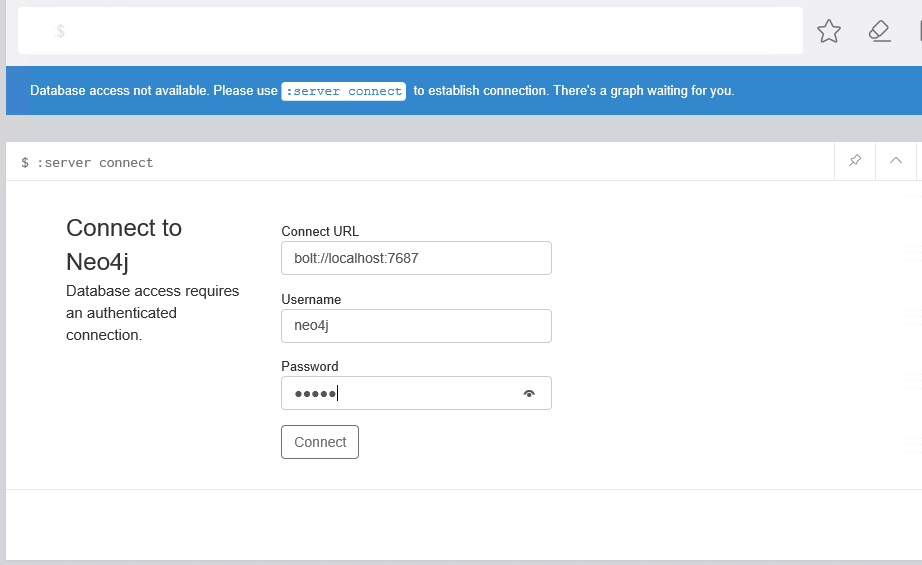 $
Database access not available. Please use :server connect to establish connection. There's a graph waiting for you.
$ :server connect
Connect to
Neo4j
Database access requires
an authenticated
connection.
Connect URL
bolt://localhost:7687
Username
neo4j
Password
●●●●●
Connect